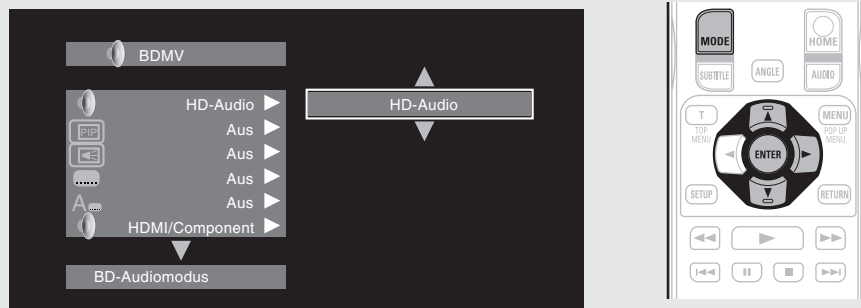 BDMV
HD-Audio
PIP
Aus
Aus
Aus
A
Aus
HDMI/Component
BD-Audiomodus
HD-Audio
MODE
HOME
SUBTITLE
ANGLE
AUDIO
T
TOP MENU
MENU
POP UP MENU
ENTER
SETUP
RETURN